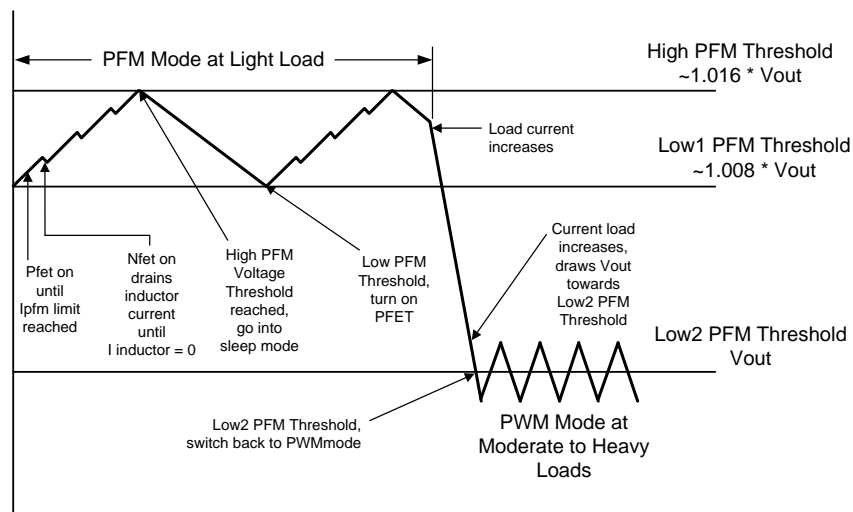 PFM Mode at Light Load
High PFM Threshold
~1.016 * Vout
Load current
increases
Low1 PFM Threshold
~1.008 * Vout
Pfet on
until
Ipfm limit
reached
Nfet on
drains
inductor
current
until
I inductor = 0
High PFM
Voltage
Threshold
reached,
go into
sleep mode
Low PFM
Threshold,
turn on
PFET
Current load
increases,
draws Vout
towards
Low2 PFM
Threshold
Low2 PFM Threshold
Vout
Low2 PFM Threshold,
switch back to PWMmode
PWM Mode at
Moderate to Heavy
Loads